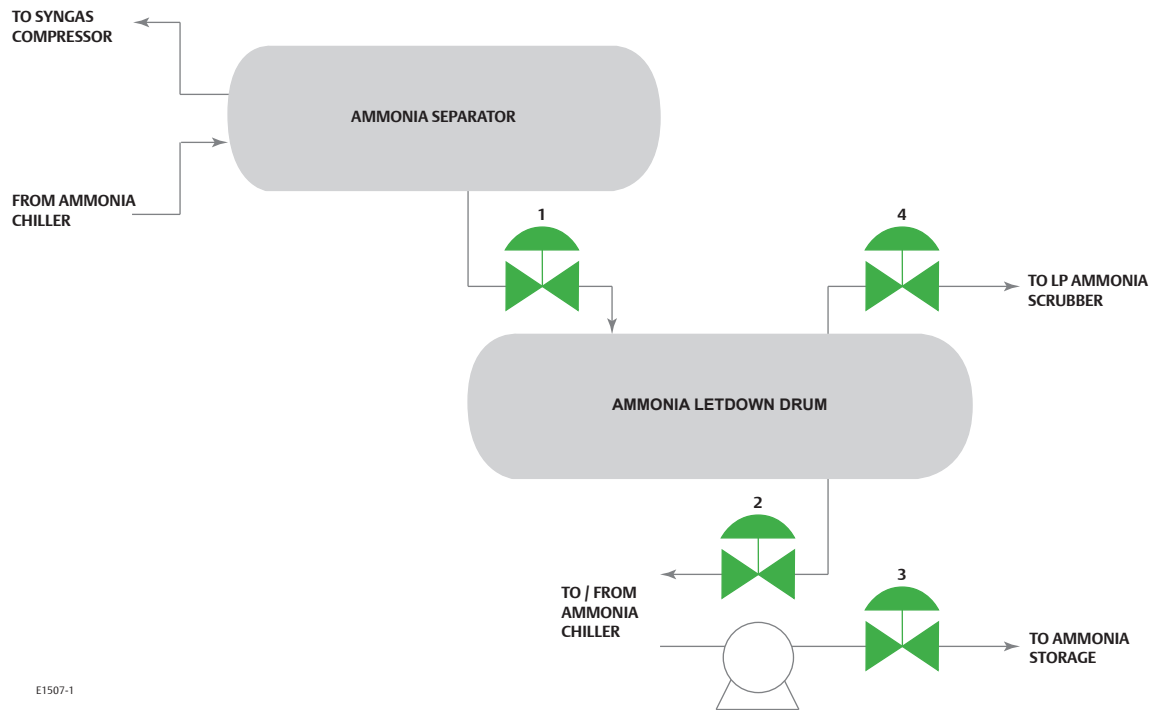 TO SYNGAS
COMPRESSOR
AMMONIA SEPARATOR
FROM AMMONIA
CHILLER
1
4
TO LP AMMONIA
SCRUBBER
AMMONIA LETDOWN DRUM
2
3
TO / FROM
AMMONIA
CHILLER
TO AMMONIA
STORAGE
E1507-1